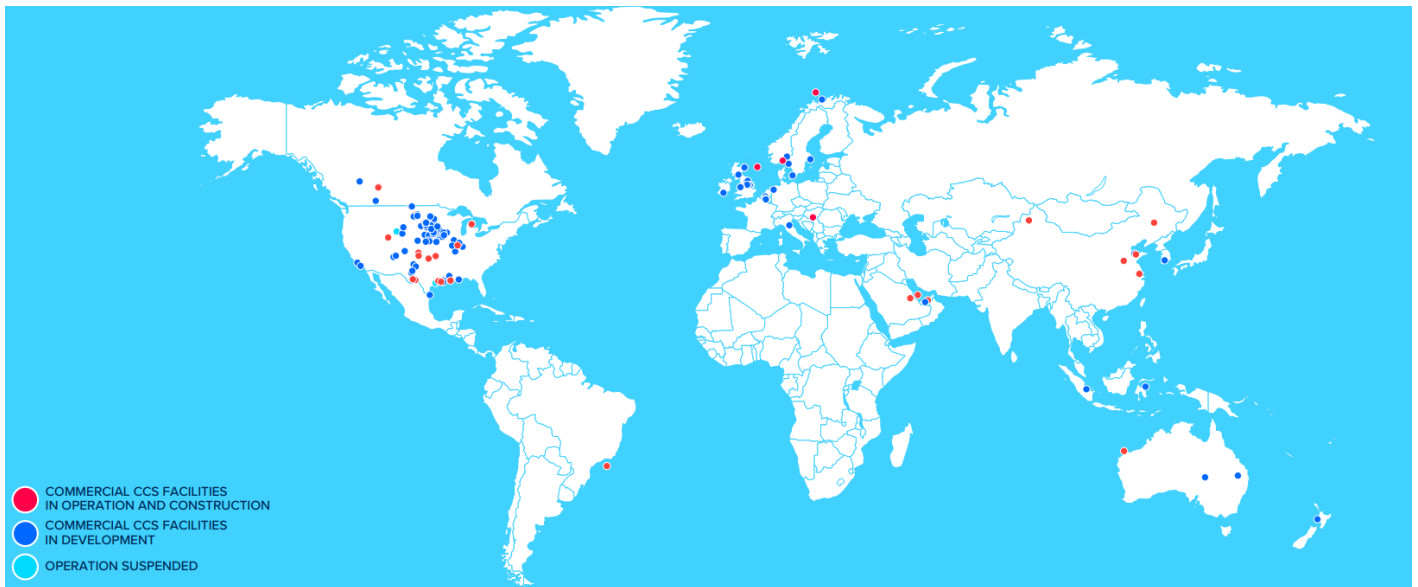 COMMERCIAL CCS FACILITIES
IN OPERATION AND CONSTRUCTION
COMMERCIAL CCS FACILITIES
IN DEVELOPMENT
OPERATION SUSPENDED